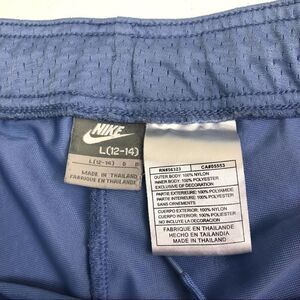 NIKE
L(12-14)
L(12-14) G
MADE IN THAILAND
FABRIQUE EN THAILANDE
RN#56323 CA#05553
OUTER BODY: 100% NYLON
INNER BODY: 100% POLYESTER
EXCLUSIVE OF DECORATION
PARTIE EXTERIEURE: 100% POLYAMIDE
PARTIE INTERIEURE: 100% POLYESTER
SANS ORNEMENTS
CUERPO EXTERIOR: 100% NYLON
CUERPO INTERIOR: 100% POLIESTER
NO INCLUYE DECORADO
FABRIQUE EN THAILANDE
HECHO EN TAILANDIA
MADE IN THAILAND